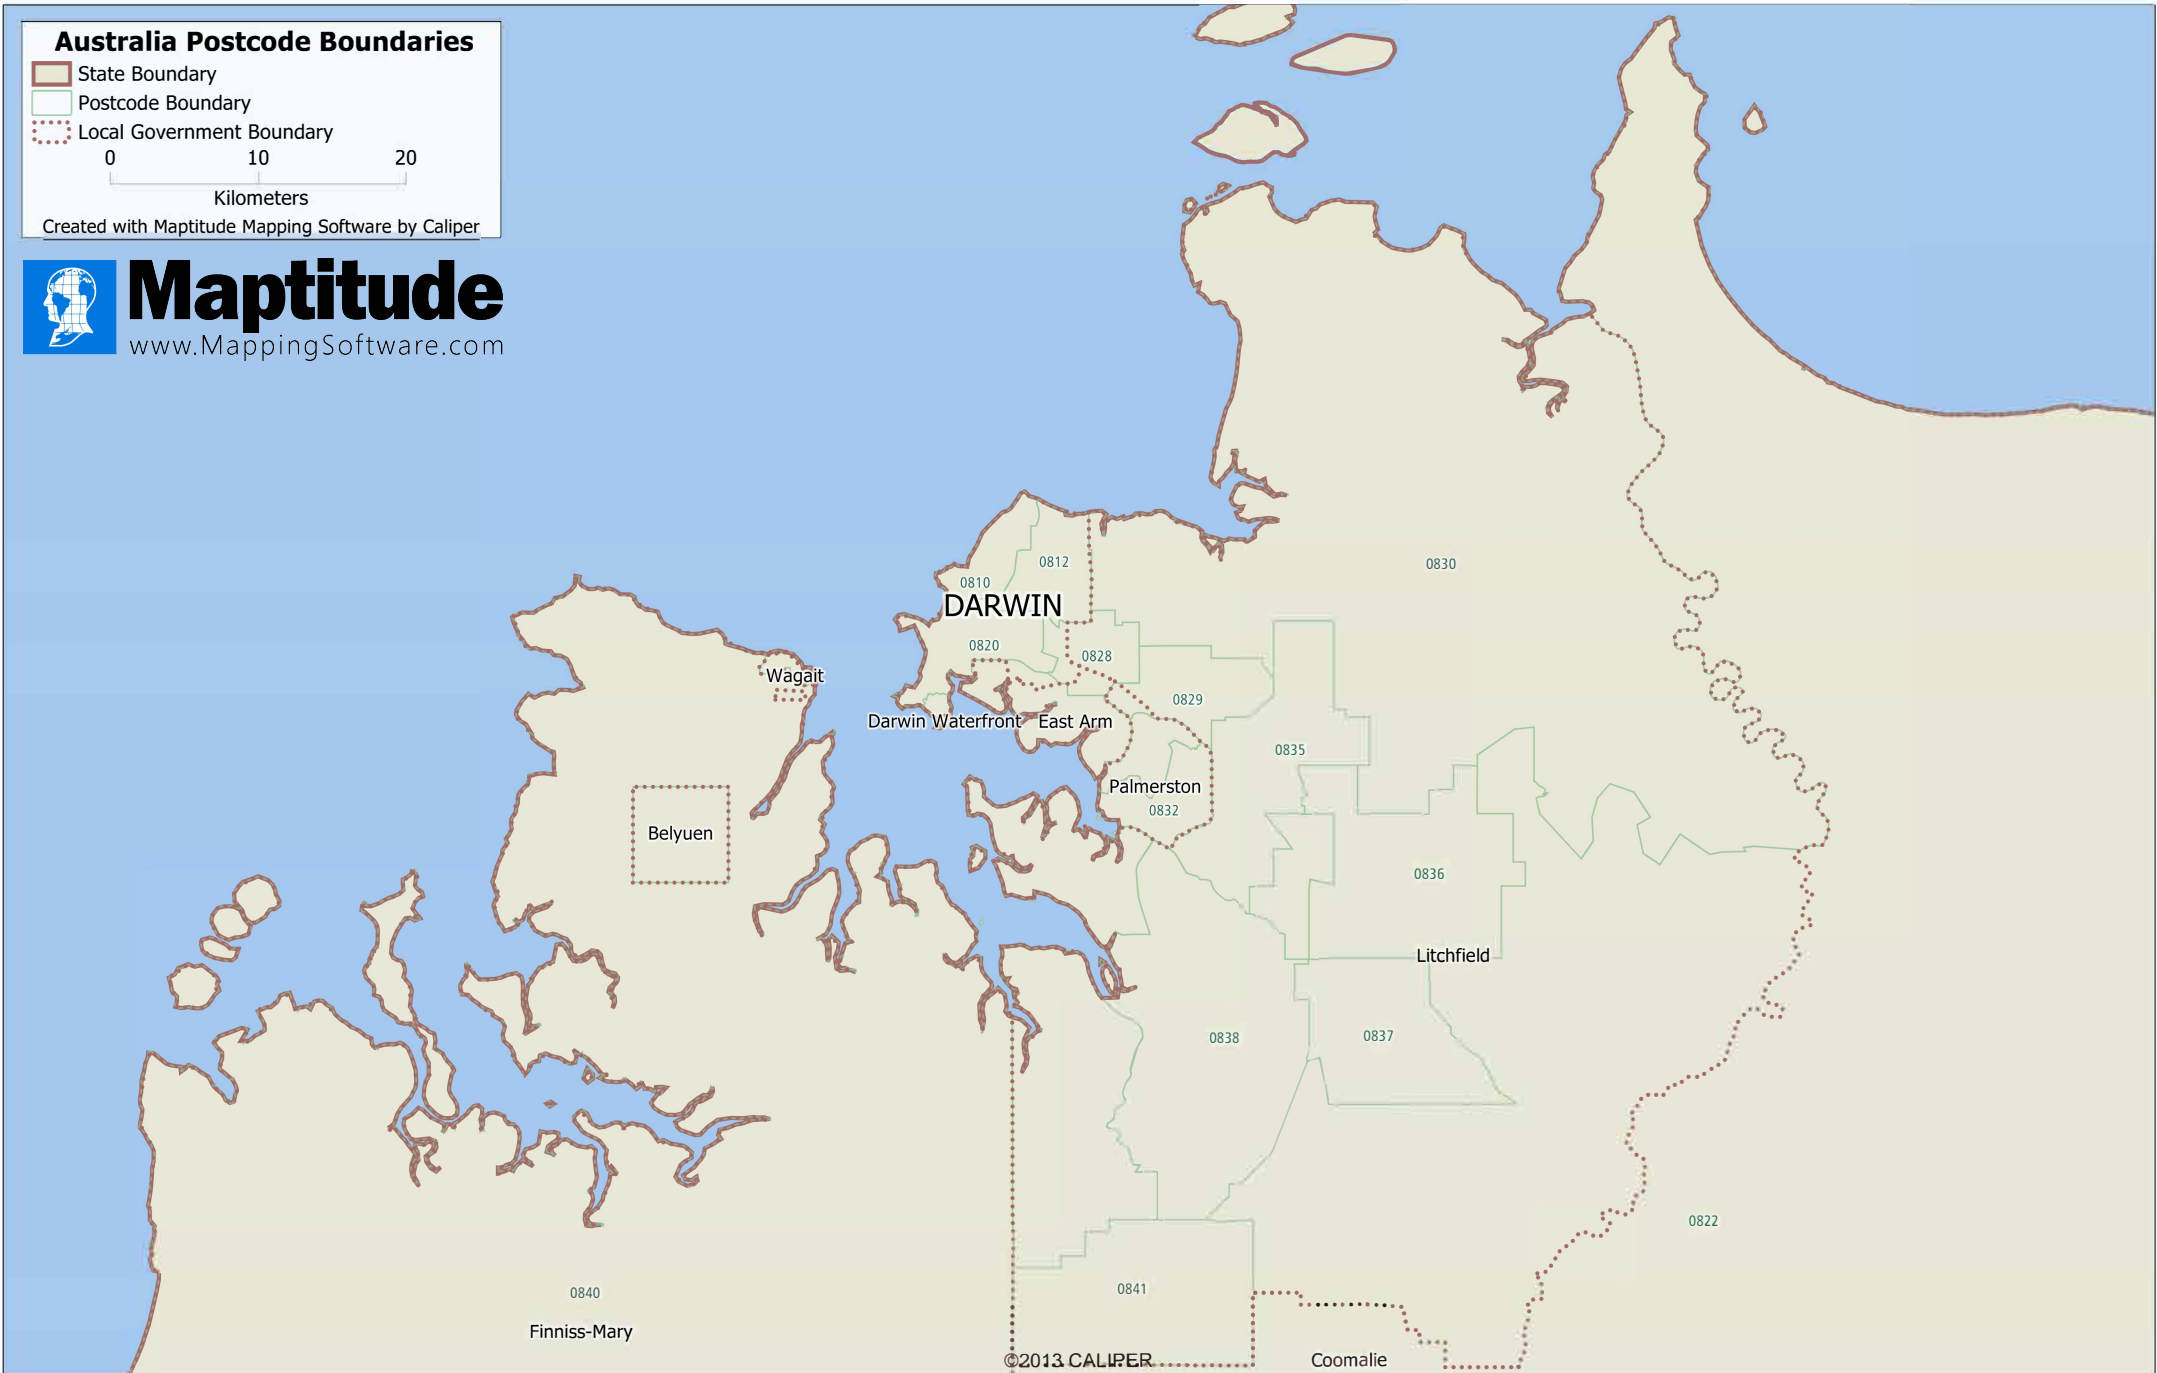 Australia Postcode Boundaries
State Boundary
Postcode Boundary
Local Government Boundary
0 10 20
Kilometers
Created with Maptitude Mapping Software by Caliper
Maptitude
www.MappingSoftware.com
0812
0830
0810
DARWIN
0820
0828
Wagait
0829
Darwin Waterfront
East Arm
0835
Palmerston
0832
Belyuen
0836
Litchfield
0838
0837
0822
0841
0840
Finniss-Mary
©2013 CALIPER
Coomalie